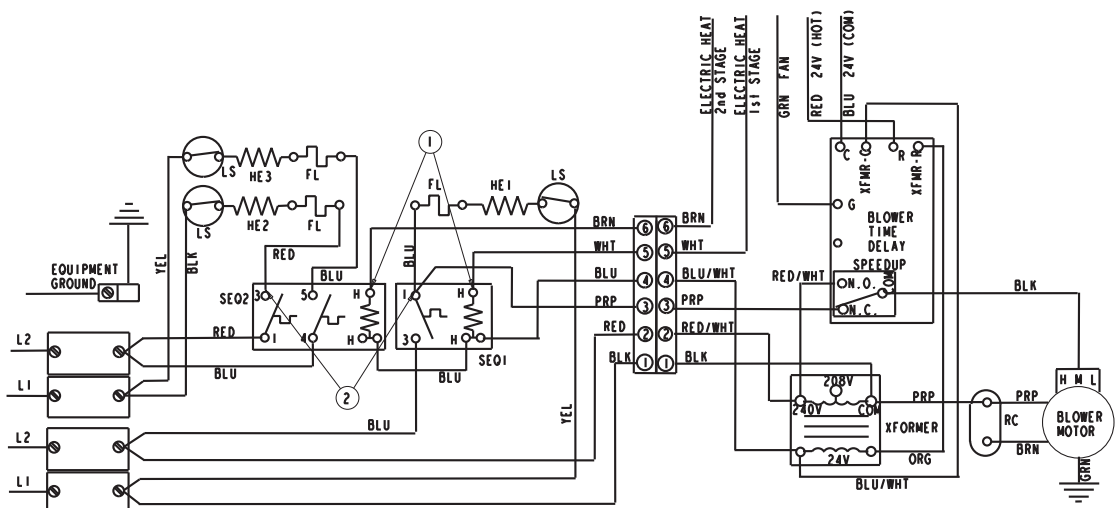 ELECTRIC HEAT
2nd STAGE
ELECTRIC HEAT
1st STAGE
GRN FAN
RED 24V (HOT)
BLU 24V (COM)
1
C
XFMR-C
R
XFMR-R
LS
HE3
FL
FL
HE1
LS
LS
HE2
FL
G
BLOWER
TIME
DELAY
SPEEDUP
BRN
6
6
BRN
YEL
BLK
RED
BLU
BLU
WHT
5
5
WHT
EQUIPMENT
GROUND
BLU
4
4
BLU/WHT
RED/WHT
N.O.
COM
N.C.
BLK
SEQ2
3
5
H
1
H
PRP
3
3
PRP
RED
1
4
H
3
H
SEQ1
RED
2
2
RED/WHT
L2
BLU
BLU
BLK
1
1
BLK
L1
2
208V
240V
COM
PRP
PRP
H M L
RC
BLOWER
MOTOR
XFORMER
YEL
BLU
L2
24V
ORG
BRN
BLU/WHT
GRN
L1